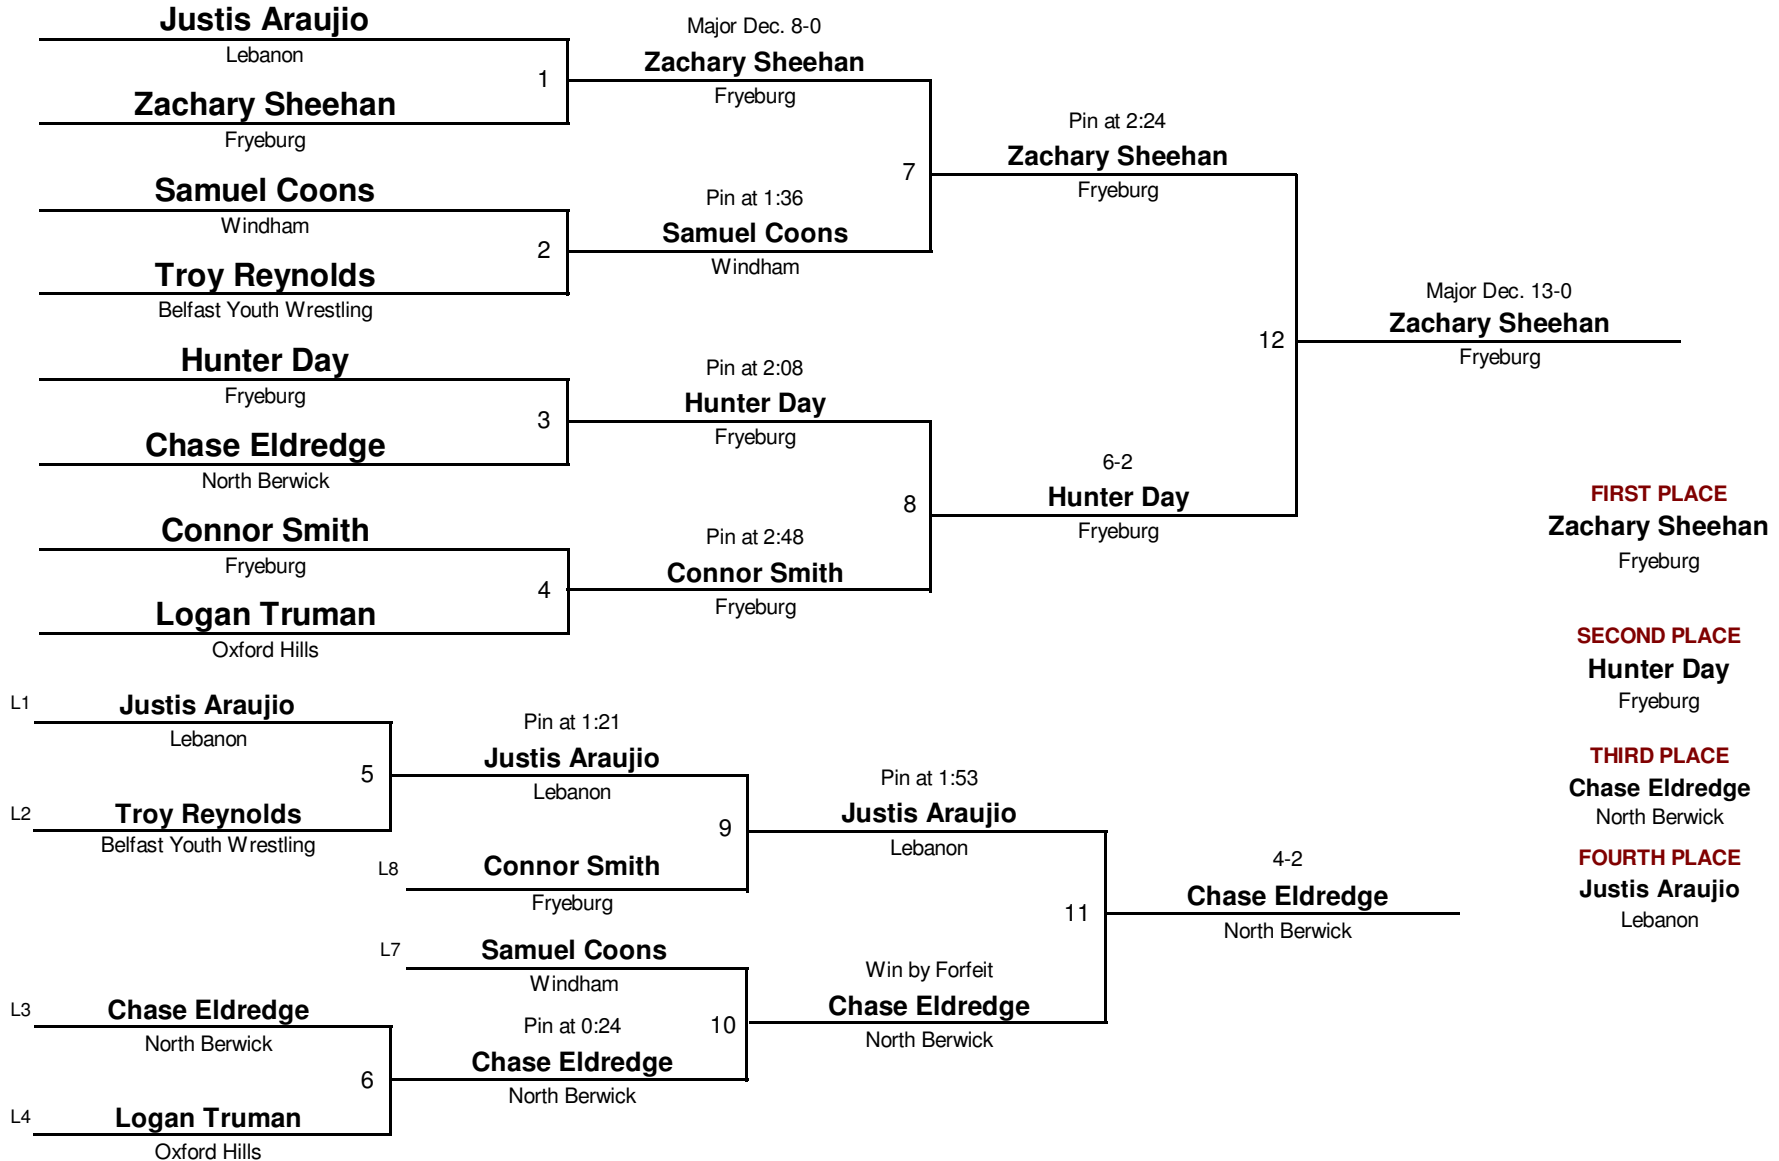 Justis Araujio
Lebanon
1
Zachary Sheehan
Fryeburg
Samuel Coons
Windham
2
Troy Reynolds
Belfast Youth Wrestling
Hunter Day
Fryeburg
3
Chase Eldredge
North Berwick
Connor Smith
Fryeburg
4
Logan Truman
Oxford Hills
Major Dec. 8-0
Zachary Sheehan
Fryeburg
7
Pin at 1:36
Samuel Coons
Windham
Pin at 2:08
Hunter Day
Fryeburg
8
Pin at 2:48
Connor Smith
Fryeburg
Pin at 2:24
Zachary Sheehan
Fryeburg
12
6-2
Hunter Day
Fryeburg
Major Dec. 13-0
Zachary Sheehan
Fryeburg
FIRST PLACE
Zachary Sheehan
Fryeburg
SECOND PLACE
Hunter Day
Fryeburg
THIRD PLACE
Chase Eldredge
North Berwick
FOURTH PLACE
Justis Araujio
Lebanon
L1
Justis Araujio
Lebanon
5
L2
Troy Reynolds
Belfast Youth Wrestling
L3
Chase Eldredge
North Berwick
6
L4
Logan Truman
Oxford Hills
Pin at 1:21
Justis Araujio
Lebanon
9
L8
Connor Smith
Fryeburg
L7
Samuel Coons
Windham
10
Pin at 0:24
Chase Eldredge
North Berwick
Pin at 1:53
Justis Araujio
Lebanon
11
Win by Forfeit
Chase Eldredge
North Berwick
4-2
Chase Eldredge
North Berwick